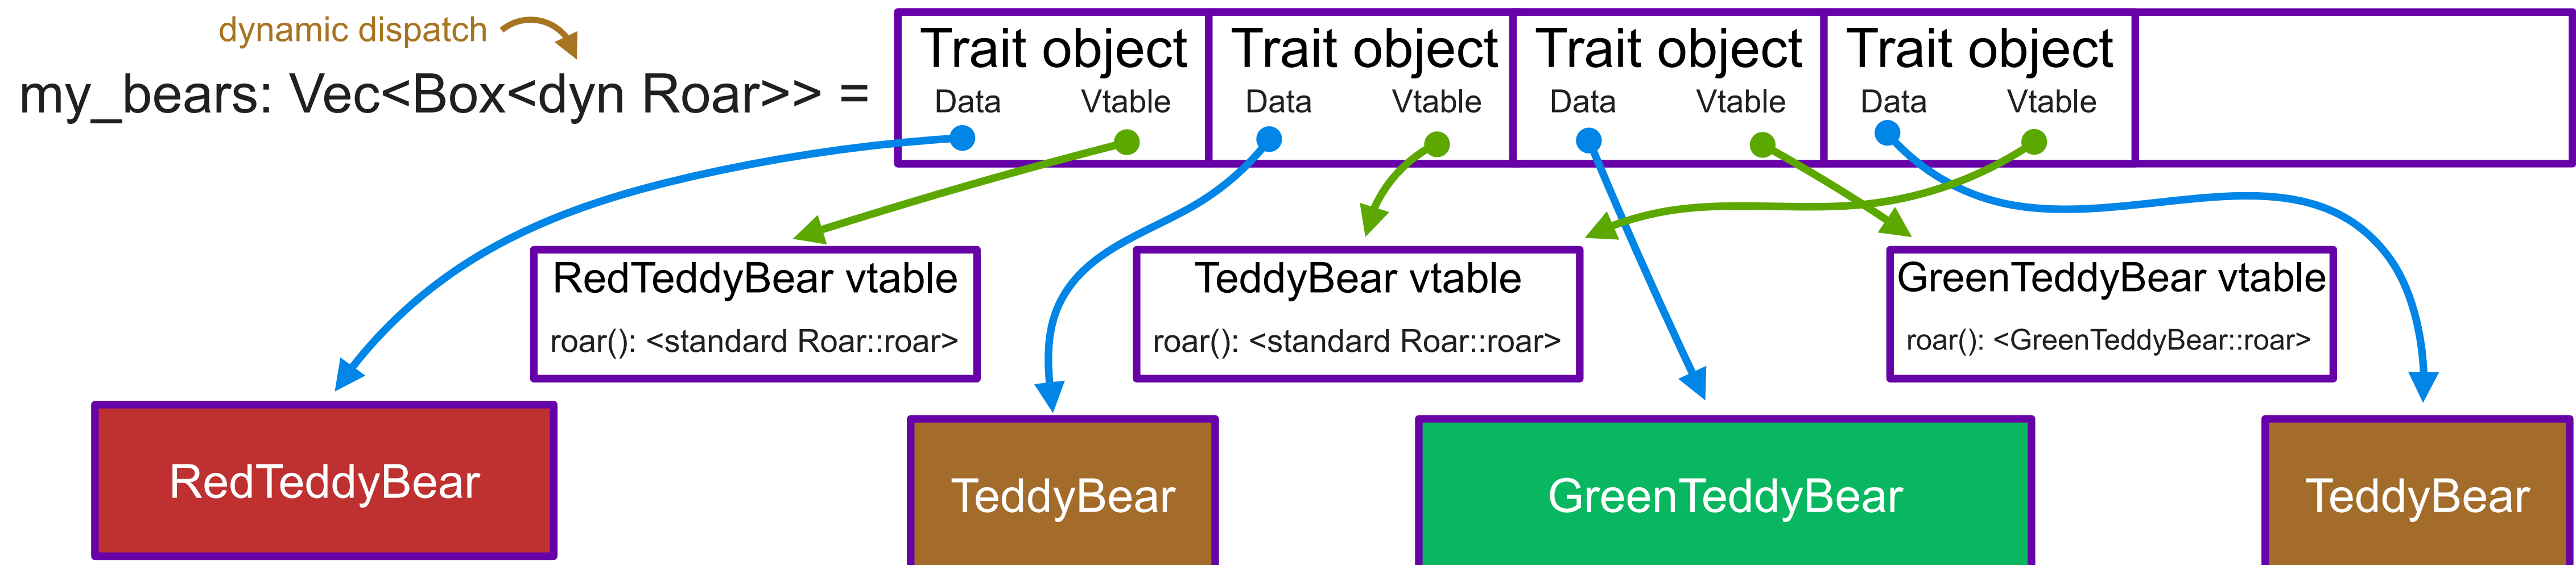 dynamic dispatch
my_bears: Vec<Box<dyn Roar>> =
Trait object
Data Vtable
Trait object
Data Vtable
Trait object
Data Vtable
Trait object
Data Vtable
RedTeddyBear vtable
roar(): <standard Roar::roar>
TeddyBear vtable
roar(): <standard Roar::roar>
GreenTeddyBear vtable
roar(): <GreenTeddyBear::roar>
RedTeddyBear
TeddyBear
GreenTeddyBear
TeddyBear